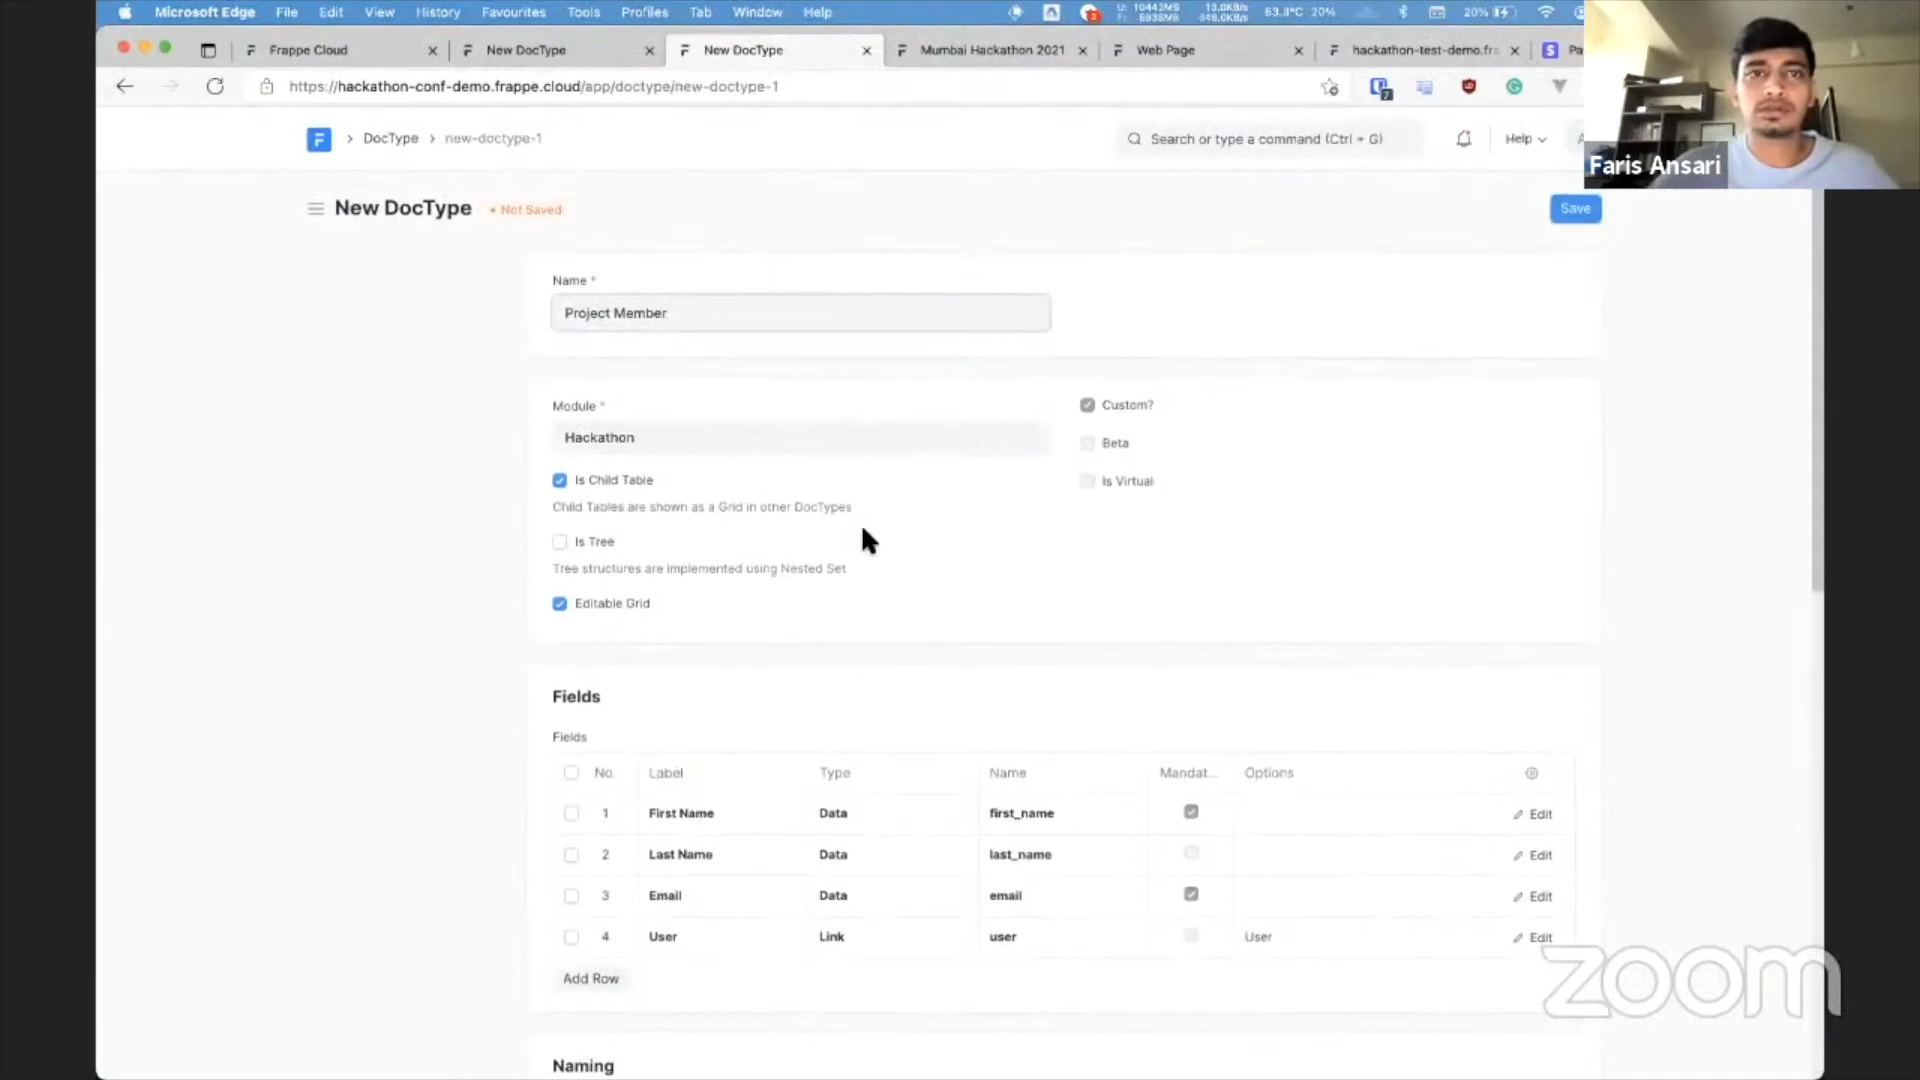 Microsoft Edge File Edit View History Favourites Tools Profiles Tab Window Help 63.8°C 20% 20%
Frappe Cloud New DocType New DocType Mumbai Hackathon 2021 Web Page hackathon-test-demo.fr Pa
https://hackathon-conf-demo.frappe.cloud/app/doctype/new-doctype-1
DocType new-doctype-1 Search or type a command (Ctrl + G) Help
Faris Ansari
New DocType • Not Saved Save
Name *
Project Member
Module *
Hackathon
Custom?
Beta
Is Virtual
Is Child Table
Child Tables are shown as a Grid in other DocTypes
Is Tree
Tree structures are implemented using Nested Set
Editable Grid
Fields
Fields
No. Label Type Name Mandat... Options
1 First Name Data first_name Edit
2 Last Name Data last_name Edit
3 Email Data email Edit
4 User Link user User Edit
Add Row
Naming
zoom